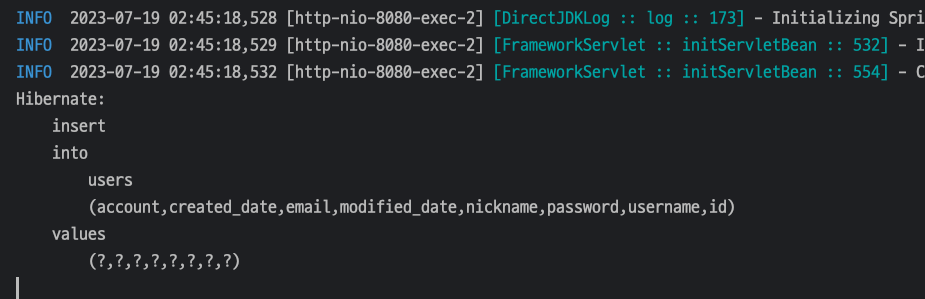 INFO 2023-07-19 02:45:18,528 [http-nio-8080-exec-2] [DirectJDKLog :: log :: 173] - Initializing Spri
INFO 2023-07-19 02:45:18,529 [http-nio-8080-exec-2] [FrameworkServlet :: initServletBean :: 532] - I
INFO 2023-07-19 02:45:18,532 [http-nio-8080-exec-2] [FrameworkServlet :: initServletBean :: 554] - C
Hibernate:
insert
into
users
(account,created_date,email,modified_date,nickname,password,username,id)
values
(?,?,?,?,?,?,?,?)